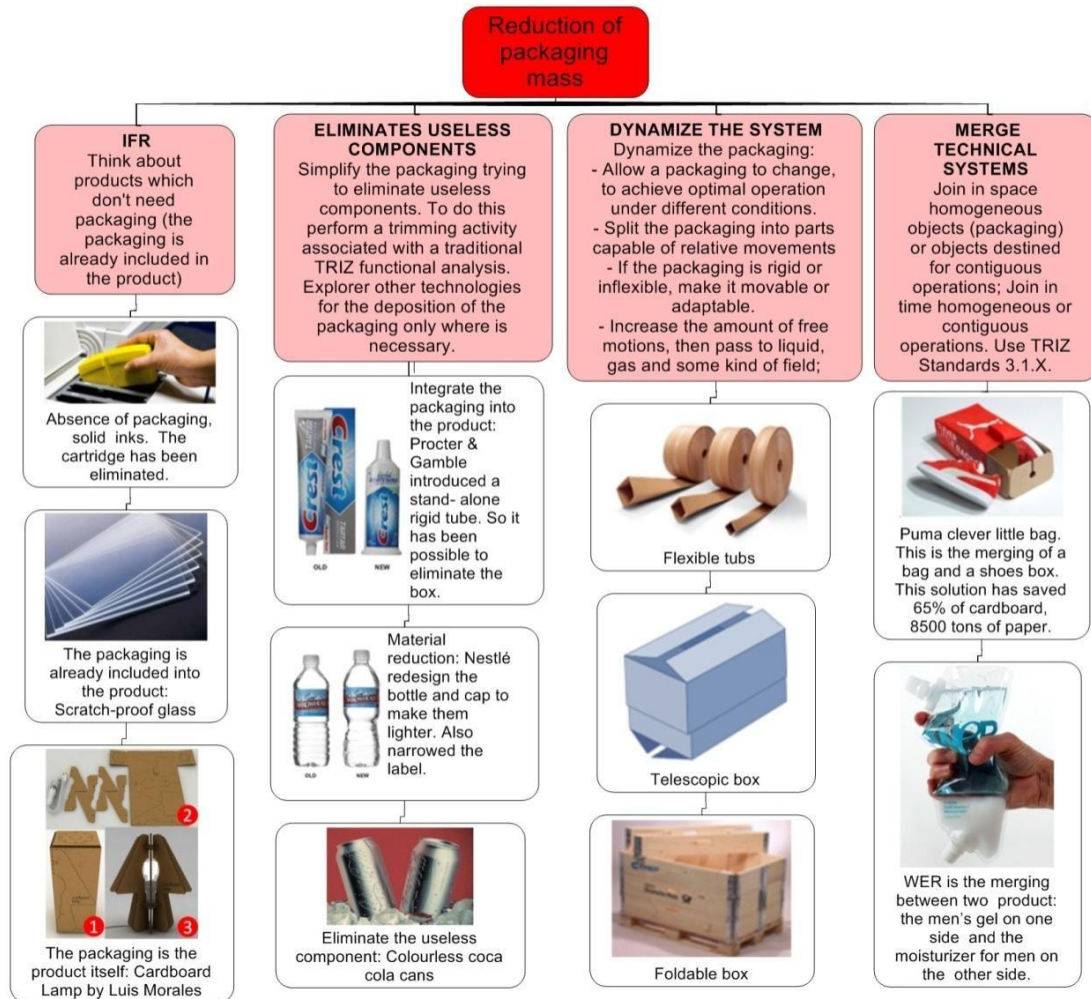 Reduction of
packaging
mass
IFR
Think about
products which
don't need
packaging (the
packaging is
already included in
the product)
ELIMINATES USELESS
COMPONENTS
Simplify the packaging trying
to eliminate useless
components. To do this
perform a trimming activity
associated with a traditional
TRIZ functional analysis.
Explorer other technologies
for the deposition of the
packaging only where is
necessary.
DYNAMIZE THE SYSTEM
Dynamize the packaging:
- Allow a packaging to change,
to achieve optimal operation
under different conditions.
- Split the packaging into parts
capable of relative movements
- If the packaging is rigid or
inflexible, make it movable or
adaptable.
- Increase the amount of free
motions, then pass to liquid,
gas and some kind of field;
MERGE
TECHNICAL
SYSTEMS
Join in space
homogeneous
objects (packaging)
or objects destined
for contiguous
operations; Join in
time homogeneous or
contiguous
operations. Use TRIZ
Standards 3.1.X.
Absence of packaging,
solid inks. The
cartridge has been
eliminated.
The packaging is
already included into
the product:
Scratch-proof glass
2
1
3
The packaging is the
product itself: Cardboard
Lamp by Luis Morales
Crest
Crest
Crest
OLD
NEW
Integrate the
packaging into
the product:
Procter &
Gamble
introduced a
stand- alone
rigid tube. So it
has been
possible to
eliminate the
box.
OLD
NEW
Material
reduction: Nestlé
redesign the
bottle and cap to
make them
lighter. Also
narrowed the
label.
Eliminate the useless
component: Colourless coca
cola cans
Flexible tubs
Telescopic box
Foldable box
Puma clever little bag.
This is the merging of a
bag and a shoes box.
This solution has saved
65% of cardboard,
8500 tons of paper.
WER is the merging
between two product:
the men's gel on one
side and the
moisturizer for men on
the other side.